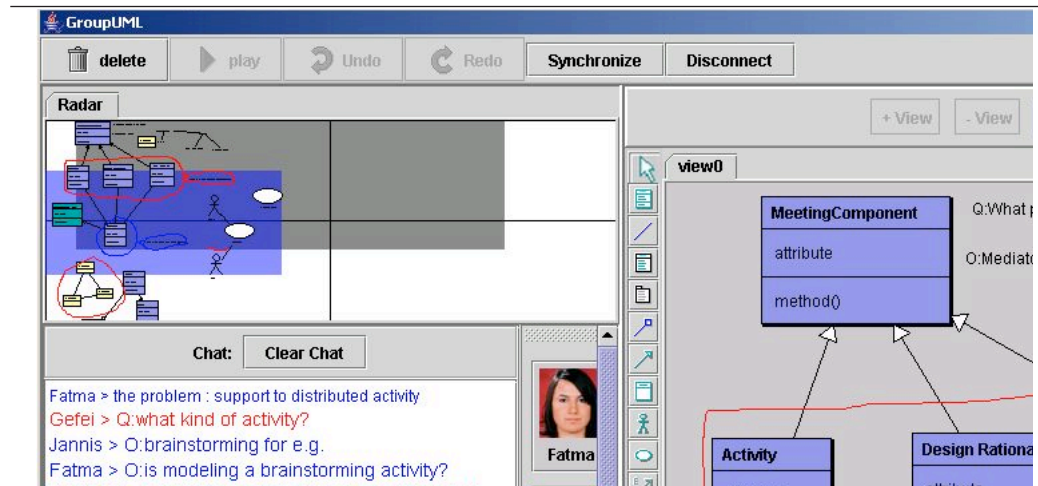 GroupUML
delete play Undo Redo Synchronize Disconnect
Radar
+ View - View
view0
MeetingComponent
attribute
method()
Q:What
O:Mediato
Chat: Clear Chat
Fatma > the problem : support to distributed activity
Gefei > Q:what kind of activity?
Jannis > O:brainstorming for e.g.
Fatma > O:is modeling a brainstorming activity?
Fatma
Activity
Design Rationa